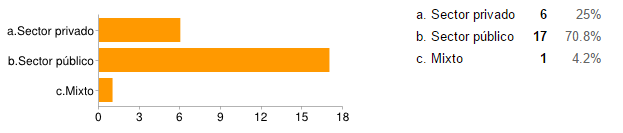 a.Sector privado
b.Sector público
c.Mixto
0 3 6 9 12 15 18
a. Sector privado 6 25%
b. Sector público 17 70.8%
c. Mixto 1 4.2%